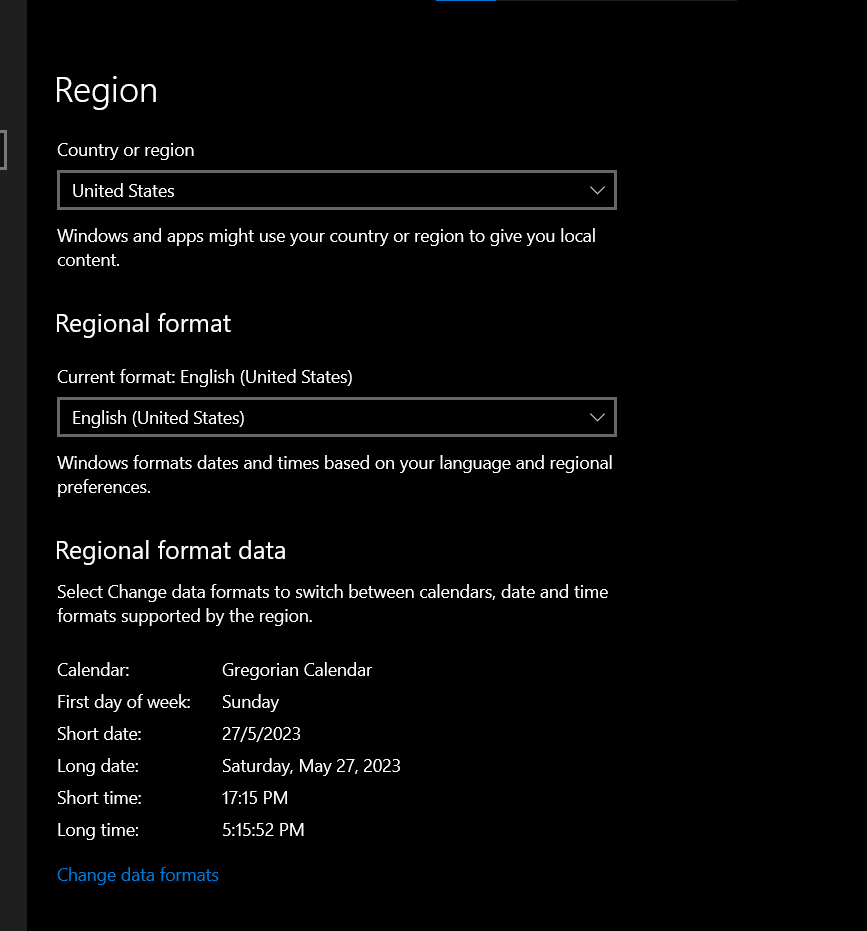 Region
Country or region
United States
Windows and apps might use your country or region to give you local
content.
Regional format
Current format: English (United States)
English (United States)
Windows formats dates and times based on your language and regional
preferences.
Regional format data
Select Change data formats to switch between calendars, date and time
formats supported by the region.
Calendar: Gregorian Calendar
First day of week: Sunday
Short date: 27/5/2023
Long date: Saturday, May 27, 2023
Short time: 17:15 PM
Long time: 5:15:52 PM
Change data formats